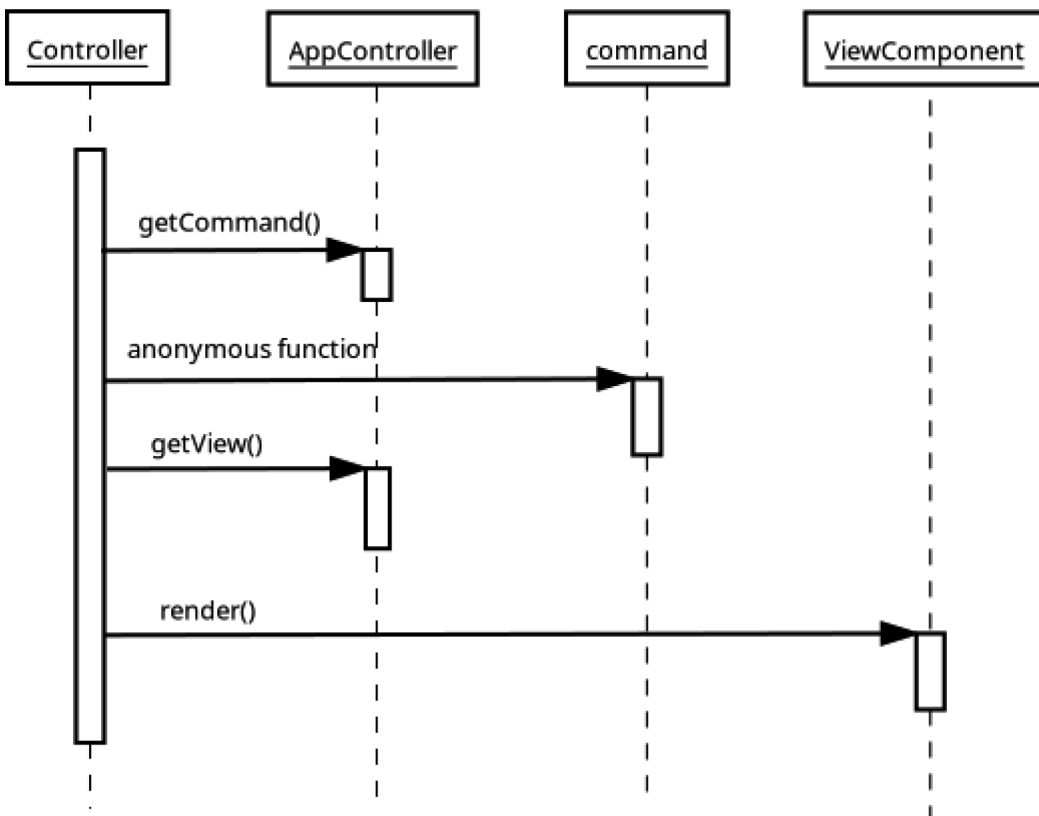 Controller
AppController
command
ViewComponent
getCommand()
anonymous function
getView()
render()